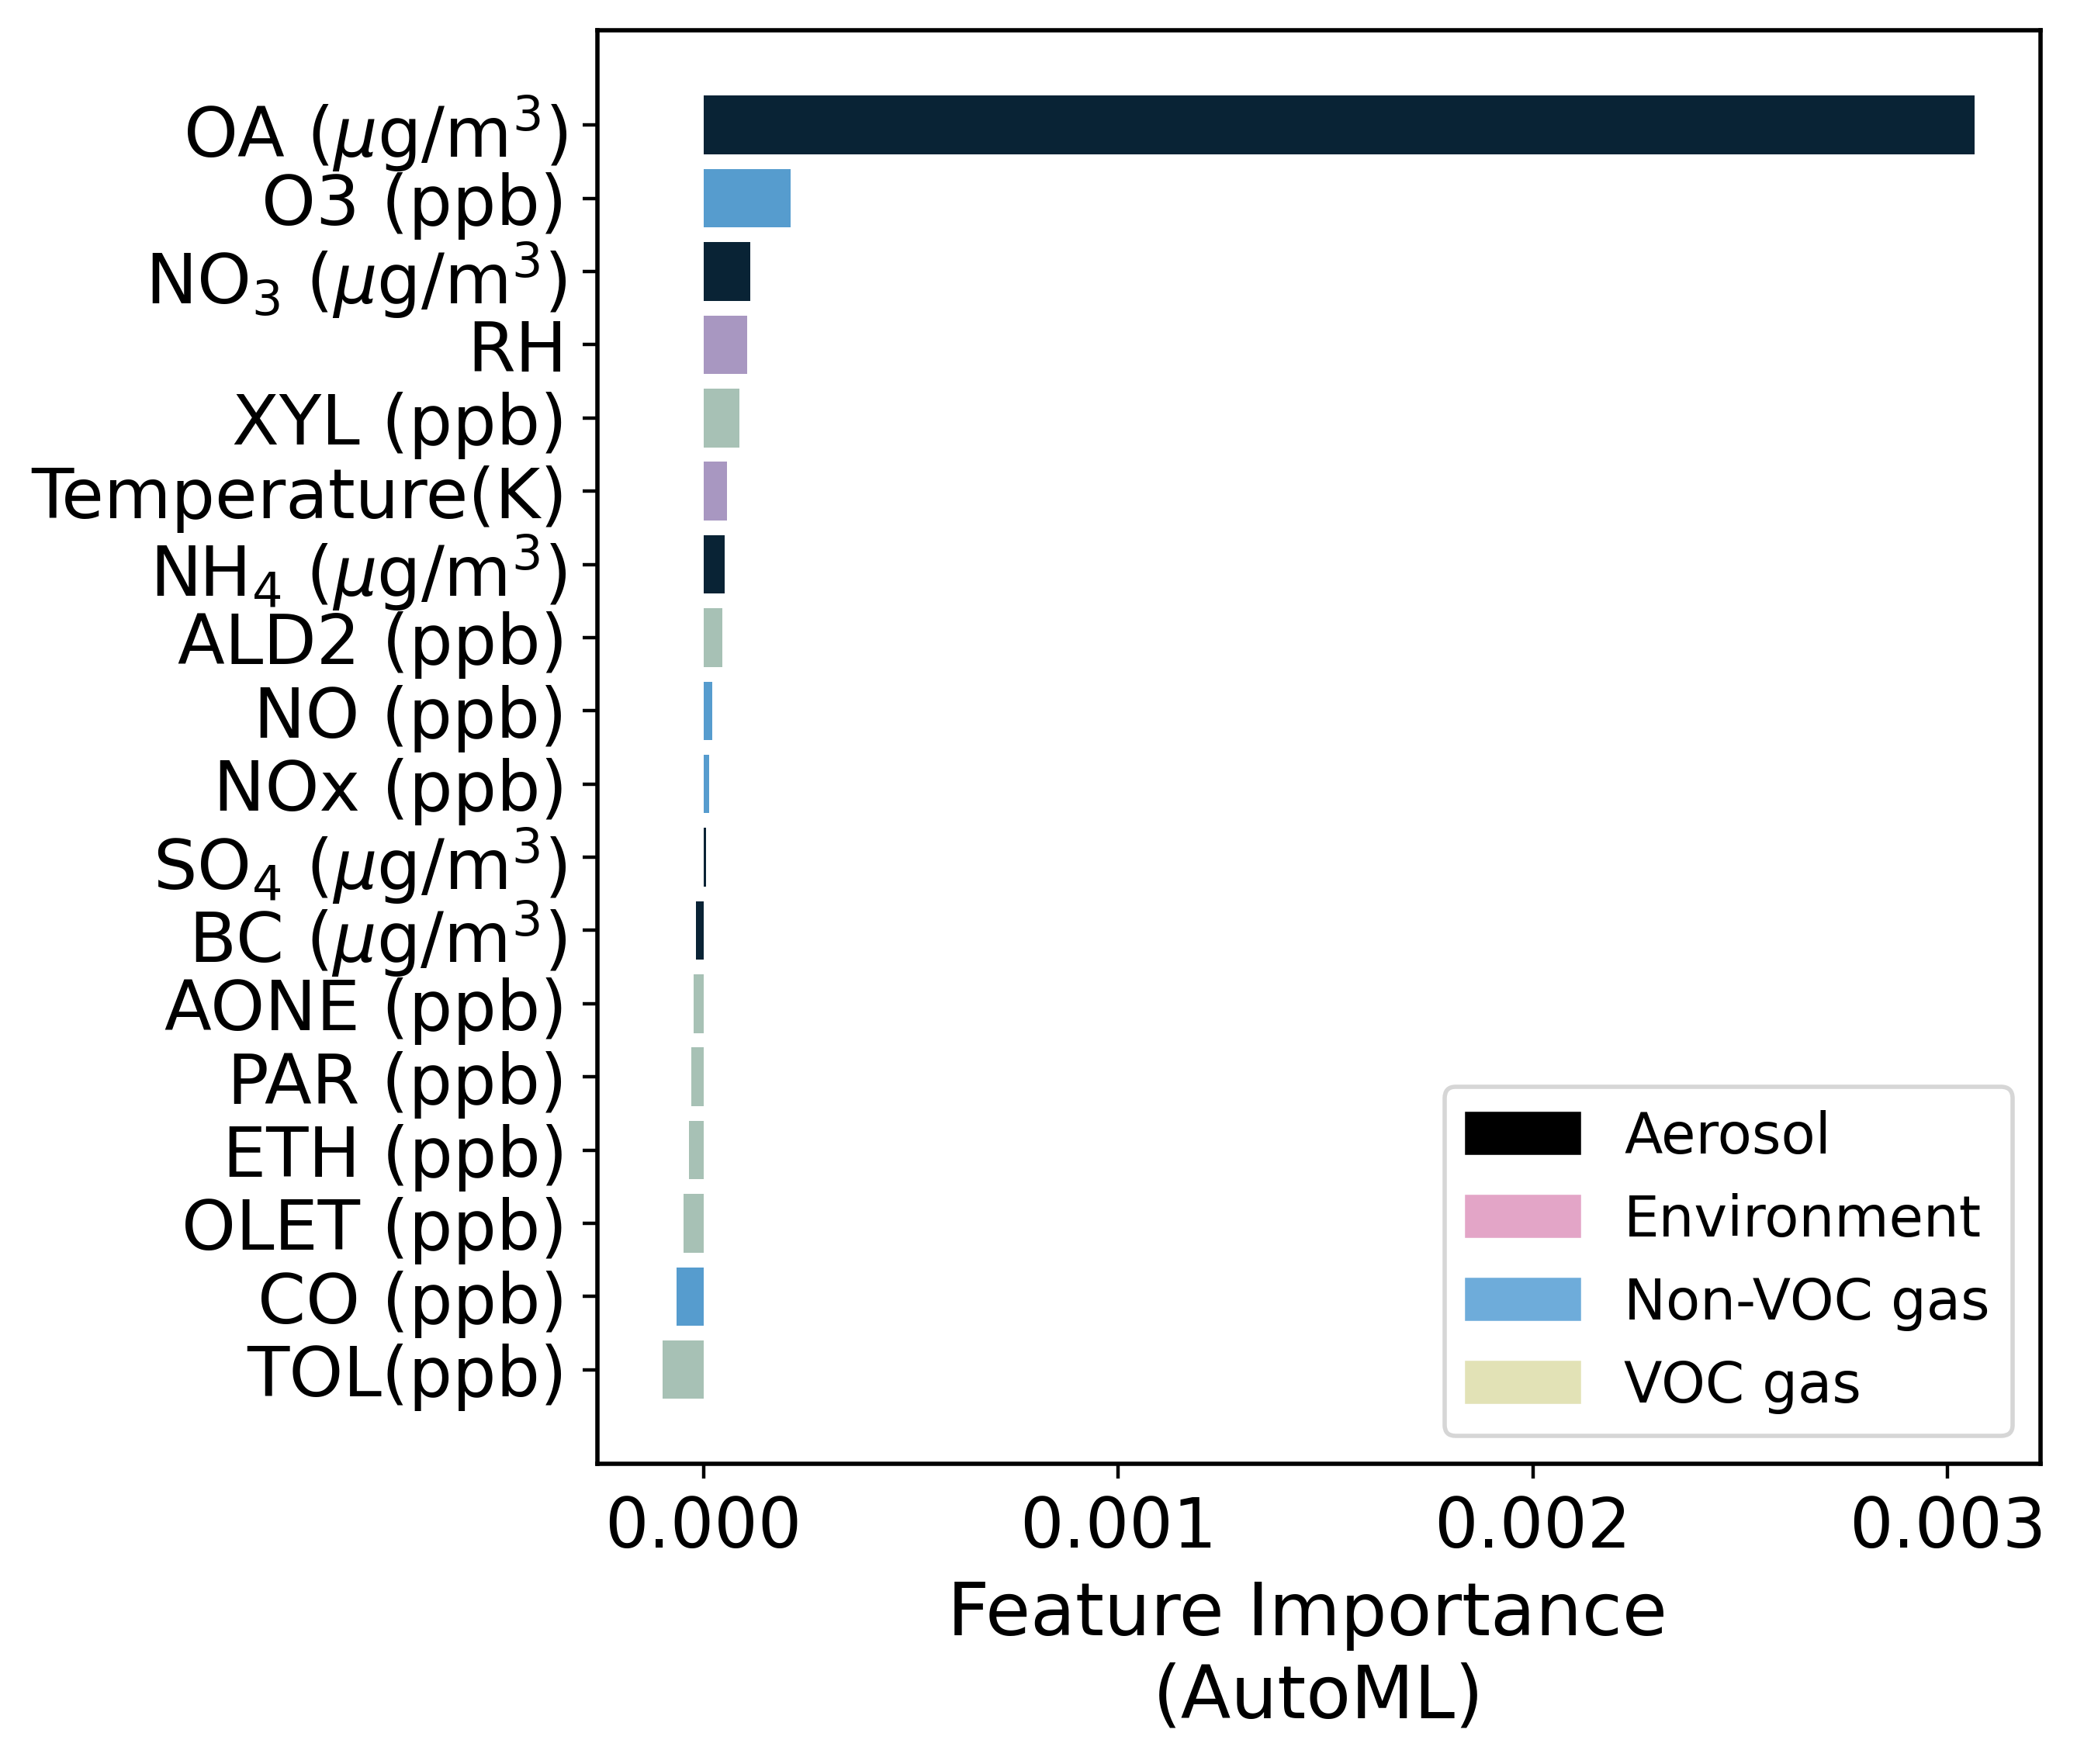 OA (μg/m³)
O3 (ppb)
NO₃ (μg/m³)
RH
XYL (ppb)
Temperature(K)
NH₄ (μg/m³)
ALD2 (ppb)
NO (ppb)
NOx (ppb)
SO₄ (μg/m³)
BC (μg/m³)
AONE (ppb)
PAR (ppb)
ETH (ppb)
OLET (ppb)
CO (ppb)
TOL(ppb)
Aerosol
Environment
Non-VOC gas
VOC gas
0.000 0.001 0.002 0.003
Feature Importance
(AutoML)